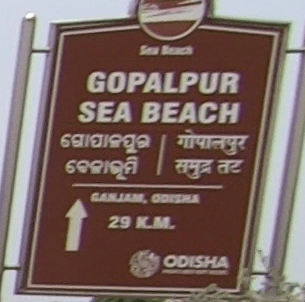 Sea Beach
GOPALPUR
SEA BEACH
ଗୋପାଳପୁର | गोपालपुर
ବେଳାଭୂମି | समुद्र तट
GANJAM, ODISHA
29 K.M.
ODISHA